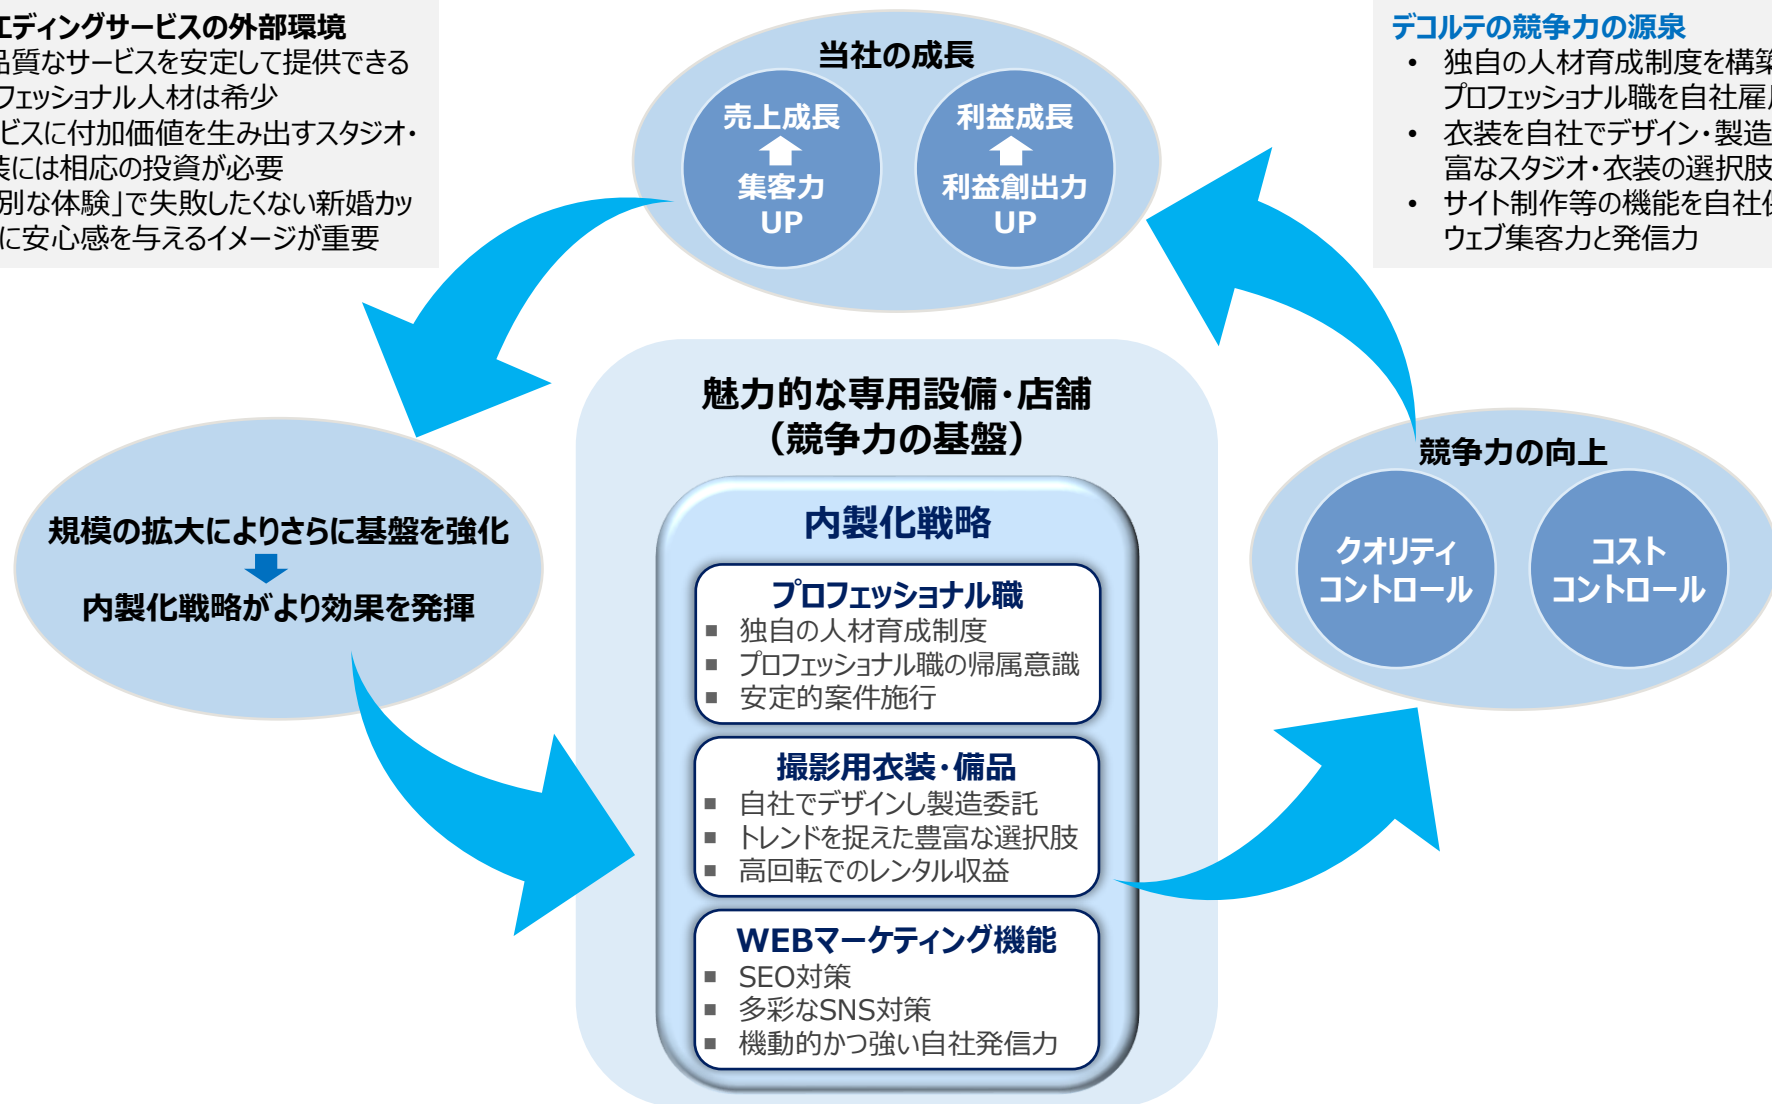 エディングサービスの外部環境
品質なサービスを安定して提供できる
フェッショナル人材は希少
ビスに付加価値を生み出すスタジオ・
装には相応の投資が必要
別な体験」で失敗したくない新婚カッ
に安心感を与えるイメージが重要
当社の成長
売上成長
集客力
UP
利益成長
利益創出力
UP
デコルテの競争力の源泉
• 独自の人材育成制度を構築
プロフェッショナル職を自社雇用
• 衣装を自社でデザイン・製造
富なスタジオ・衣装の選択肢
• サイト制作等の機能を自社保
ウェブ集客力と発信力
規模の拡大によりさらに基盤を強化
内製化戦略がより効果を発揮
魅力的な専用設備・店舗
（競争力の基盤）
内製化戦略
プロフェッショナル職
■ 独自の人材育成制度
■ プロフェッショナル職の帰属意識
■ 安定的案件施行
撮影用衣装・備品
■ 自社でデザインし製造委託
■ トレンドを捉えた豊富な選択肢
■ 高回転でのレンタル収益
WEBマーケティング機能
■ SEO対策
■ 多彩なSNS対策
■ 機動的かつ強い自社発信力
競争力の向上
クオリティ
コントロール
コスト
コントロール